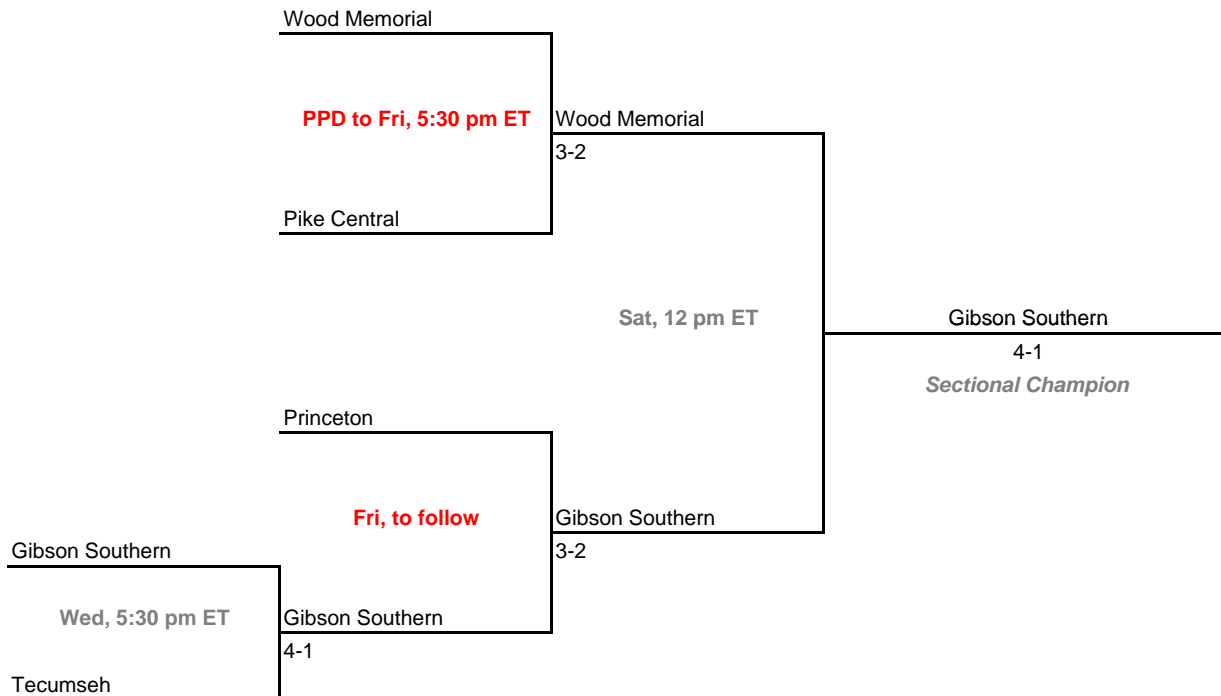 Wood Memorial
PPD to Fri, 5:30 pm ET
Wood Memorial
3-2
Pike Central
Sat, 12 pm ET
Gibson Southern
4-1
Sectional Champion
Princeton
Fri, to follow
Gibson Southern
3-2
Gibson Southern
Wed, 5:30 pm ET
Gibson Southern
4-1
Tecumseh